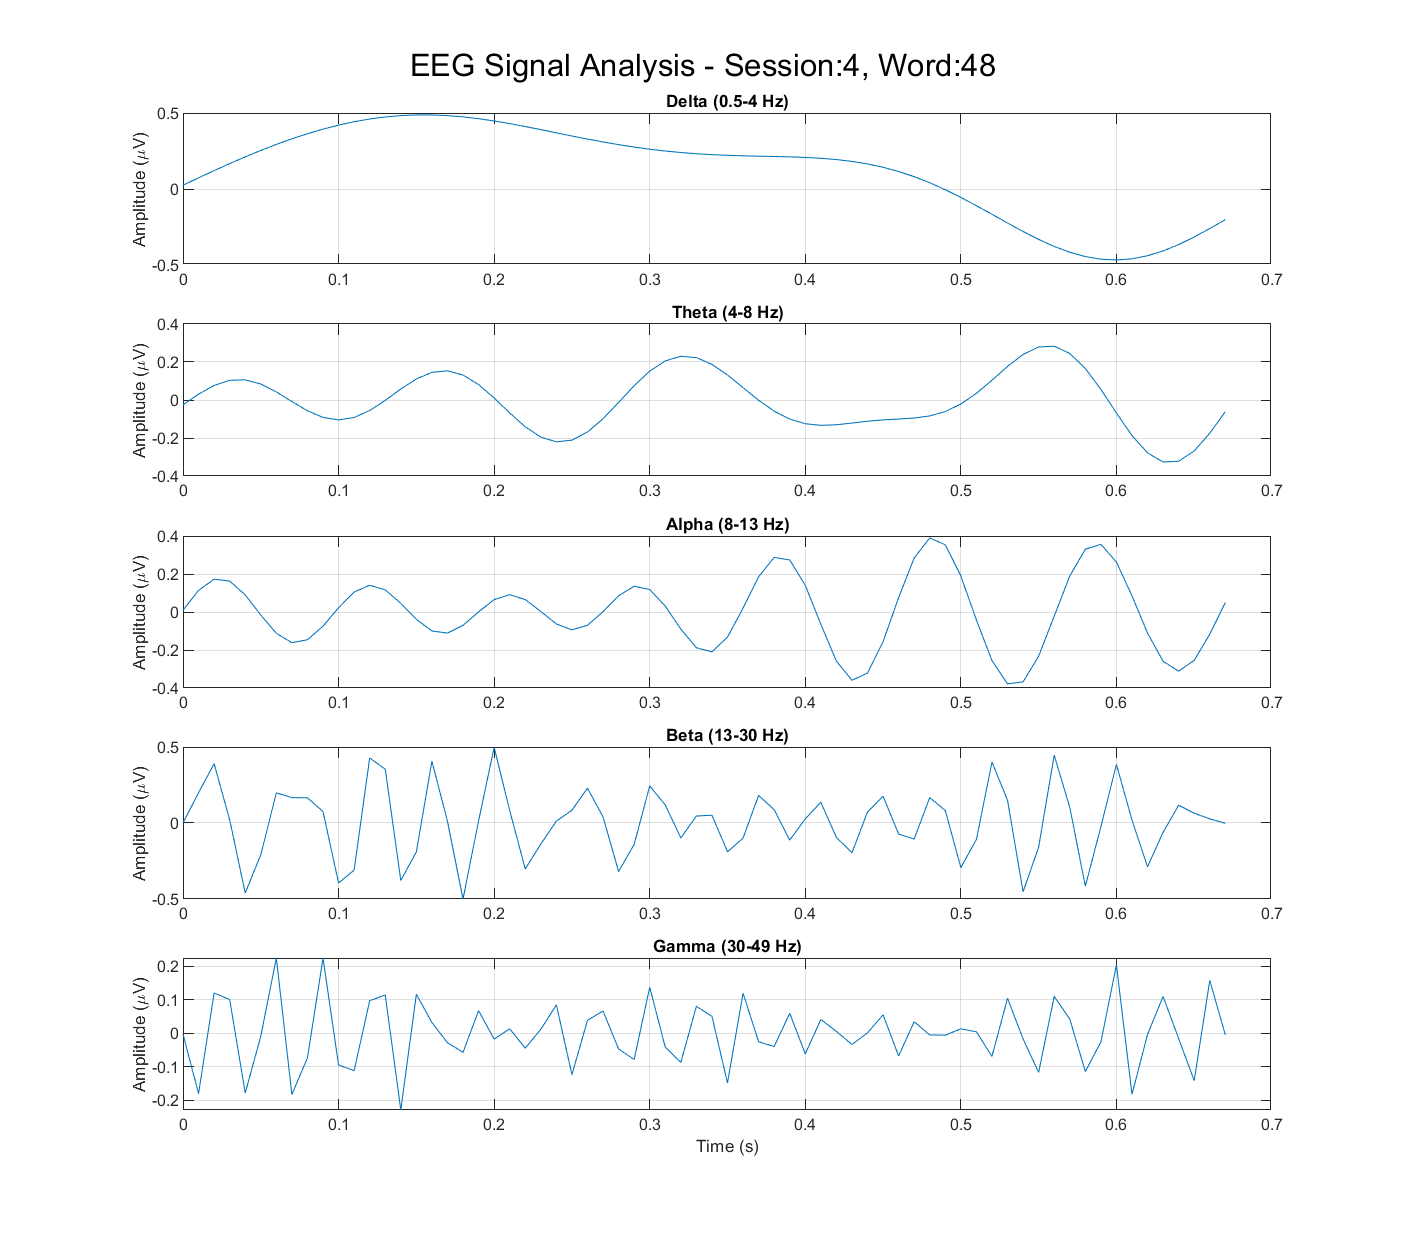 EEG Signal Analysis - Session:4, Word:48
Delta (0.5-4 Hz)
Amplitude (μV)
0.5
0
-0.5
0 0.1 0.2 0.3 0.4 0.5 0.6 0.7
Theta (4-8 Hz)
Amplitude (μV)
0.4
0.2
0
-0.2
-0.4
0 0.1 0.2 0.3 0.4 0.5 0.6 0.7
Alpha (8-13 Hz)
Amplitude (μV)
0.4
0.2
0
-0.2
-0.4
0 0.1 0.2 0.3 0.4 0.5 0.6 0.7
Beta (13-30 Hz)
Amplitude (μV)
0.5
0
-0.5
0 0.1 0.2 0.3 0.4 0.5 0.6 0.7
Gamma (30-49 Hz)
Amplitude (μV)
0.2
0.1
0
-0.1
-0.2
0 0.1 0.2 0.3 0.4 0.5 0.6 0.7
Time (s)